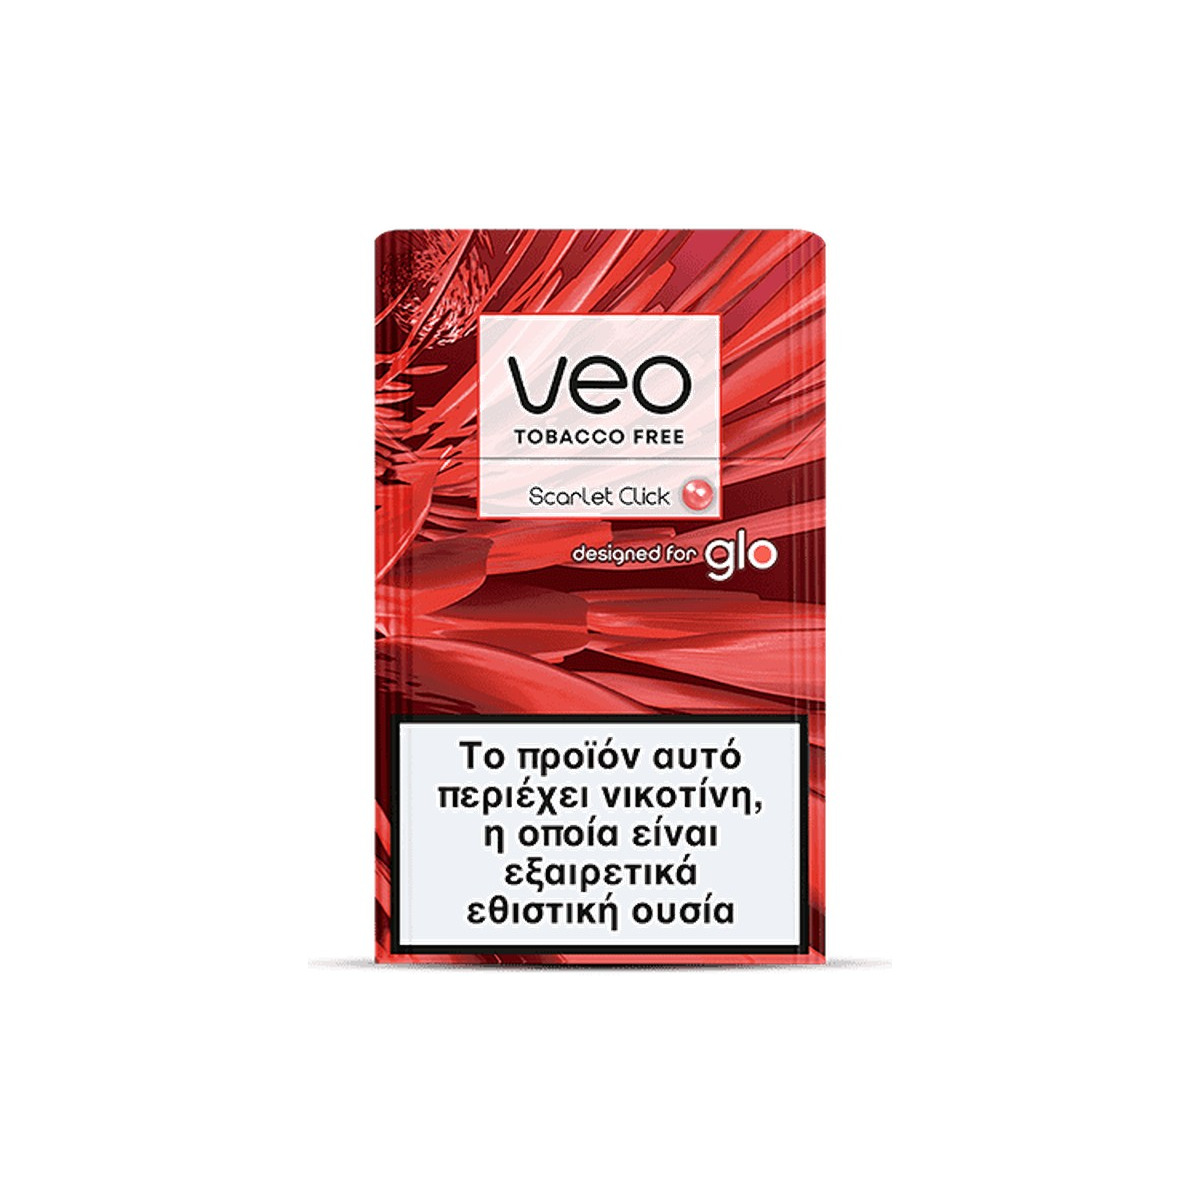 veo
TOBACCO FREE
Scarlet Click
designed for glo
Το προϊόν αυτό
περιέχει νικοτίνη,
η οποία είναι
εξαιρετικά
εθιστική ουσία